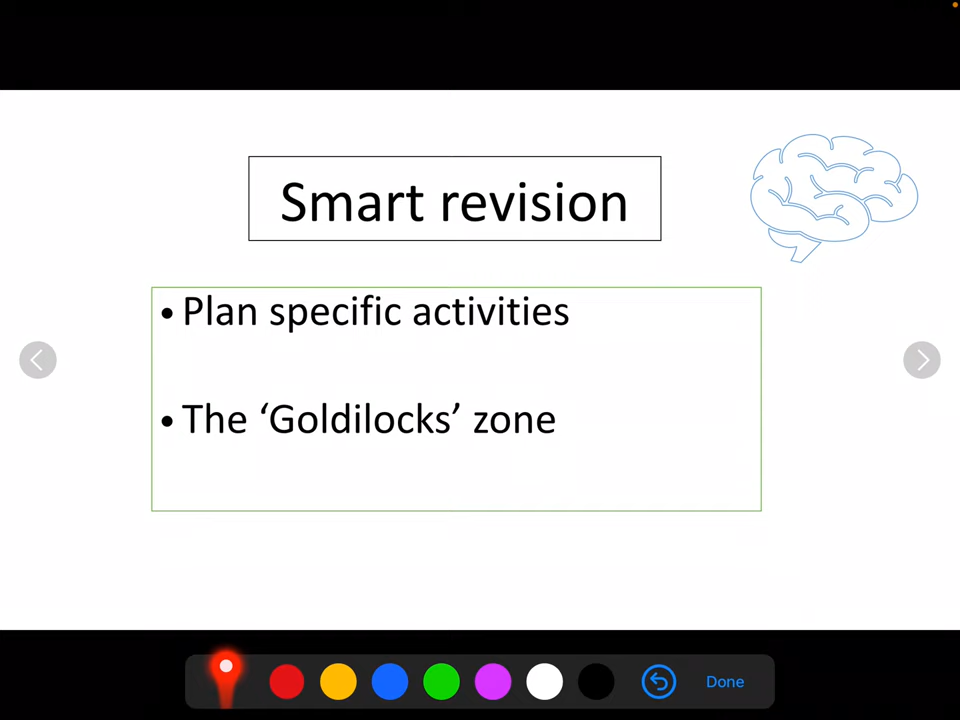 Smart revision
• Plan specific activities
• The ‘Goldilocks’ zone
Done